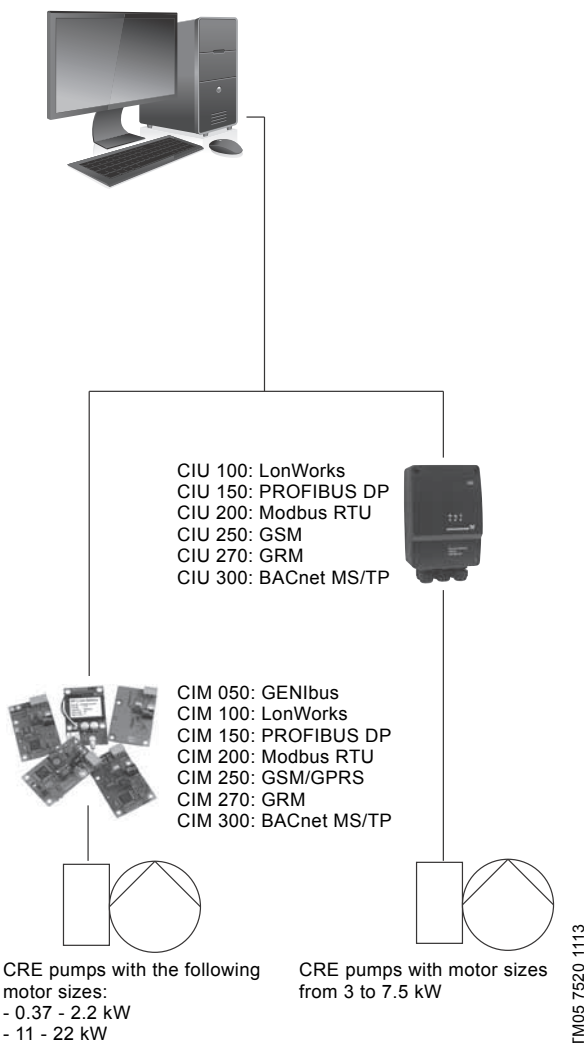 CIU 100: LonWorks
CIU 150: PROFIBUS DP
CIU 200: Modbus RTU
CIU 250: GSM
CIU 270: GRM
CIU 300: BACnet MS/TP
CIM 050: GENIbus
CIM 100: LonWorks
CIM 150: PROFIBUS DP
CIM 200: Modbus RTU
CIM 250: GSM/GPRS
CIM 270: GRM
CIM 300: BACnet MS/TP
CRE pumps with the following
motor sizes:
- 0.37 - 2.2 kW
- 11 - 22 kW
CRE pumps with motor sizes
from 3 to 7.5 kW
TM05 7520 1113